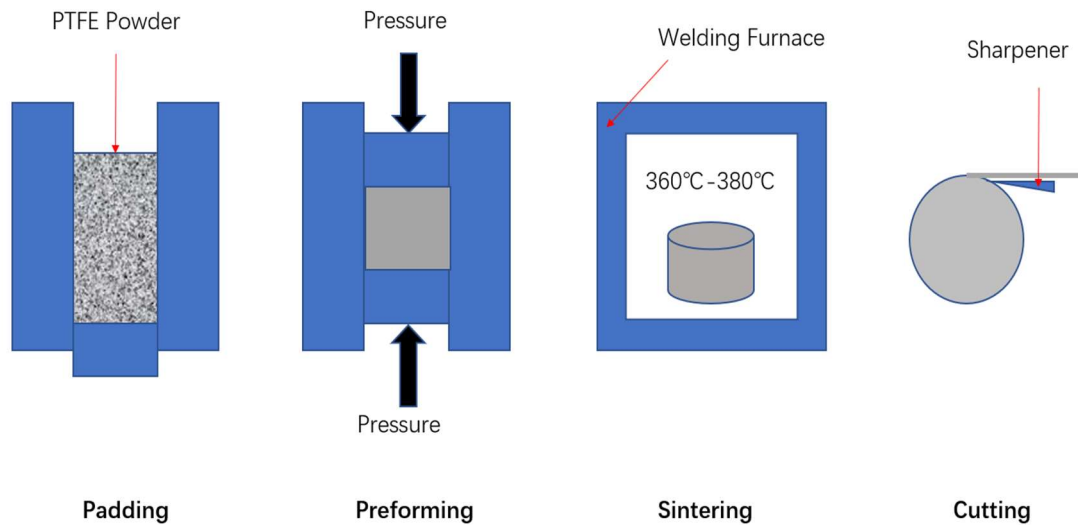 PTFE Powder
Pressure
Welding Furnace
Sharpener
360℃-380℃
Pressure
Padding
Preforming
Sintering
Cutting